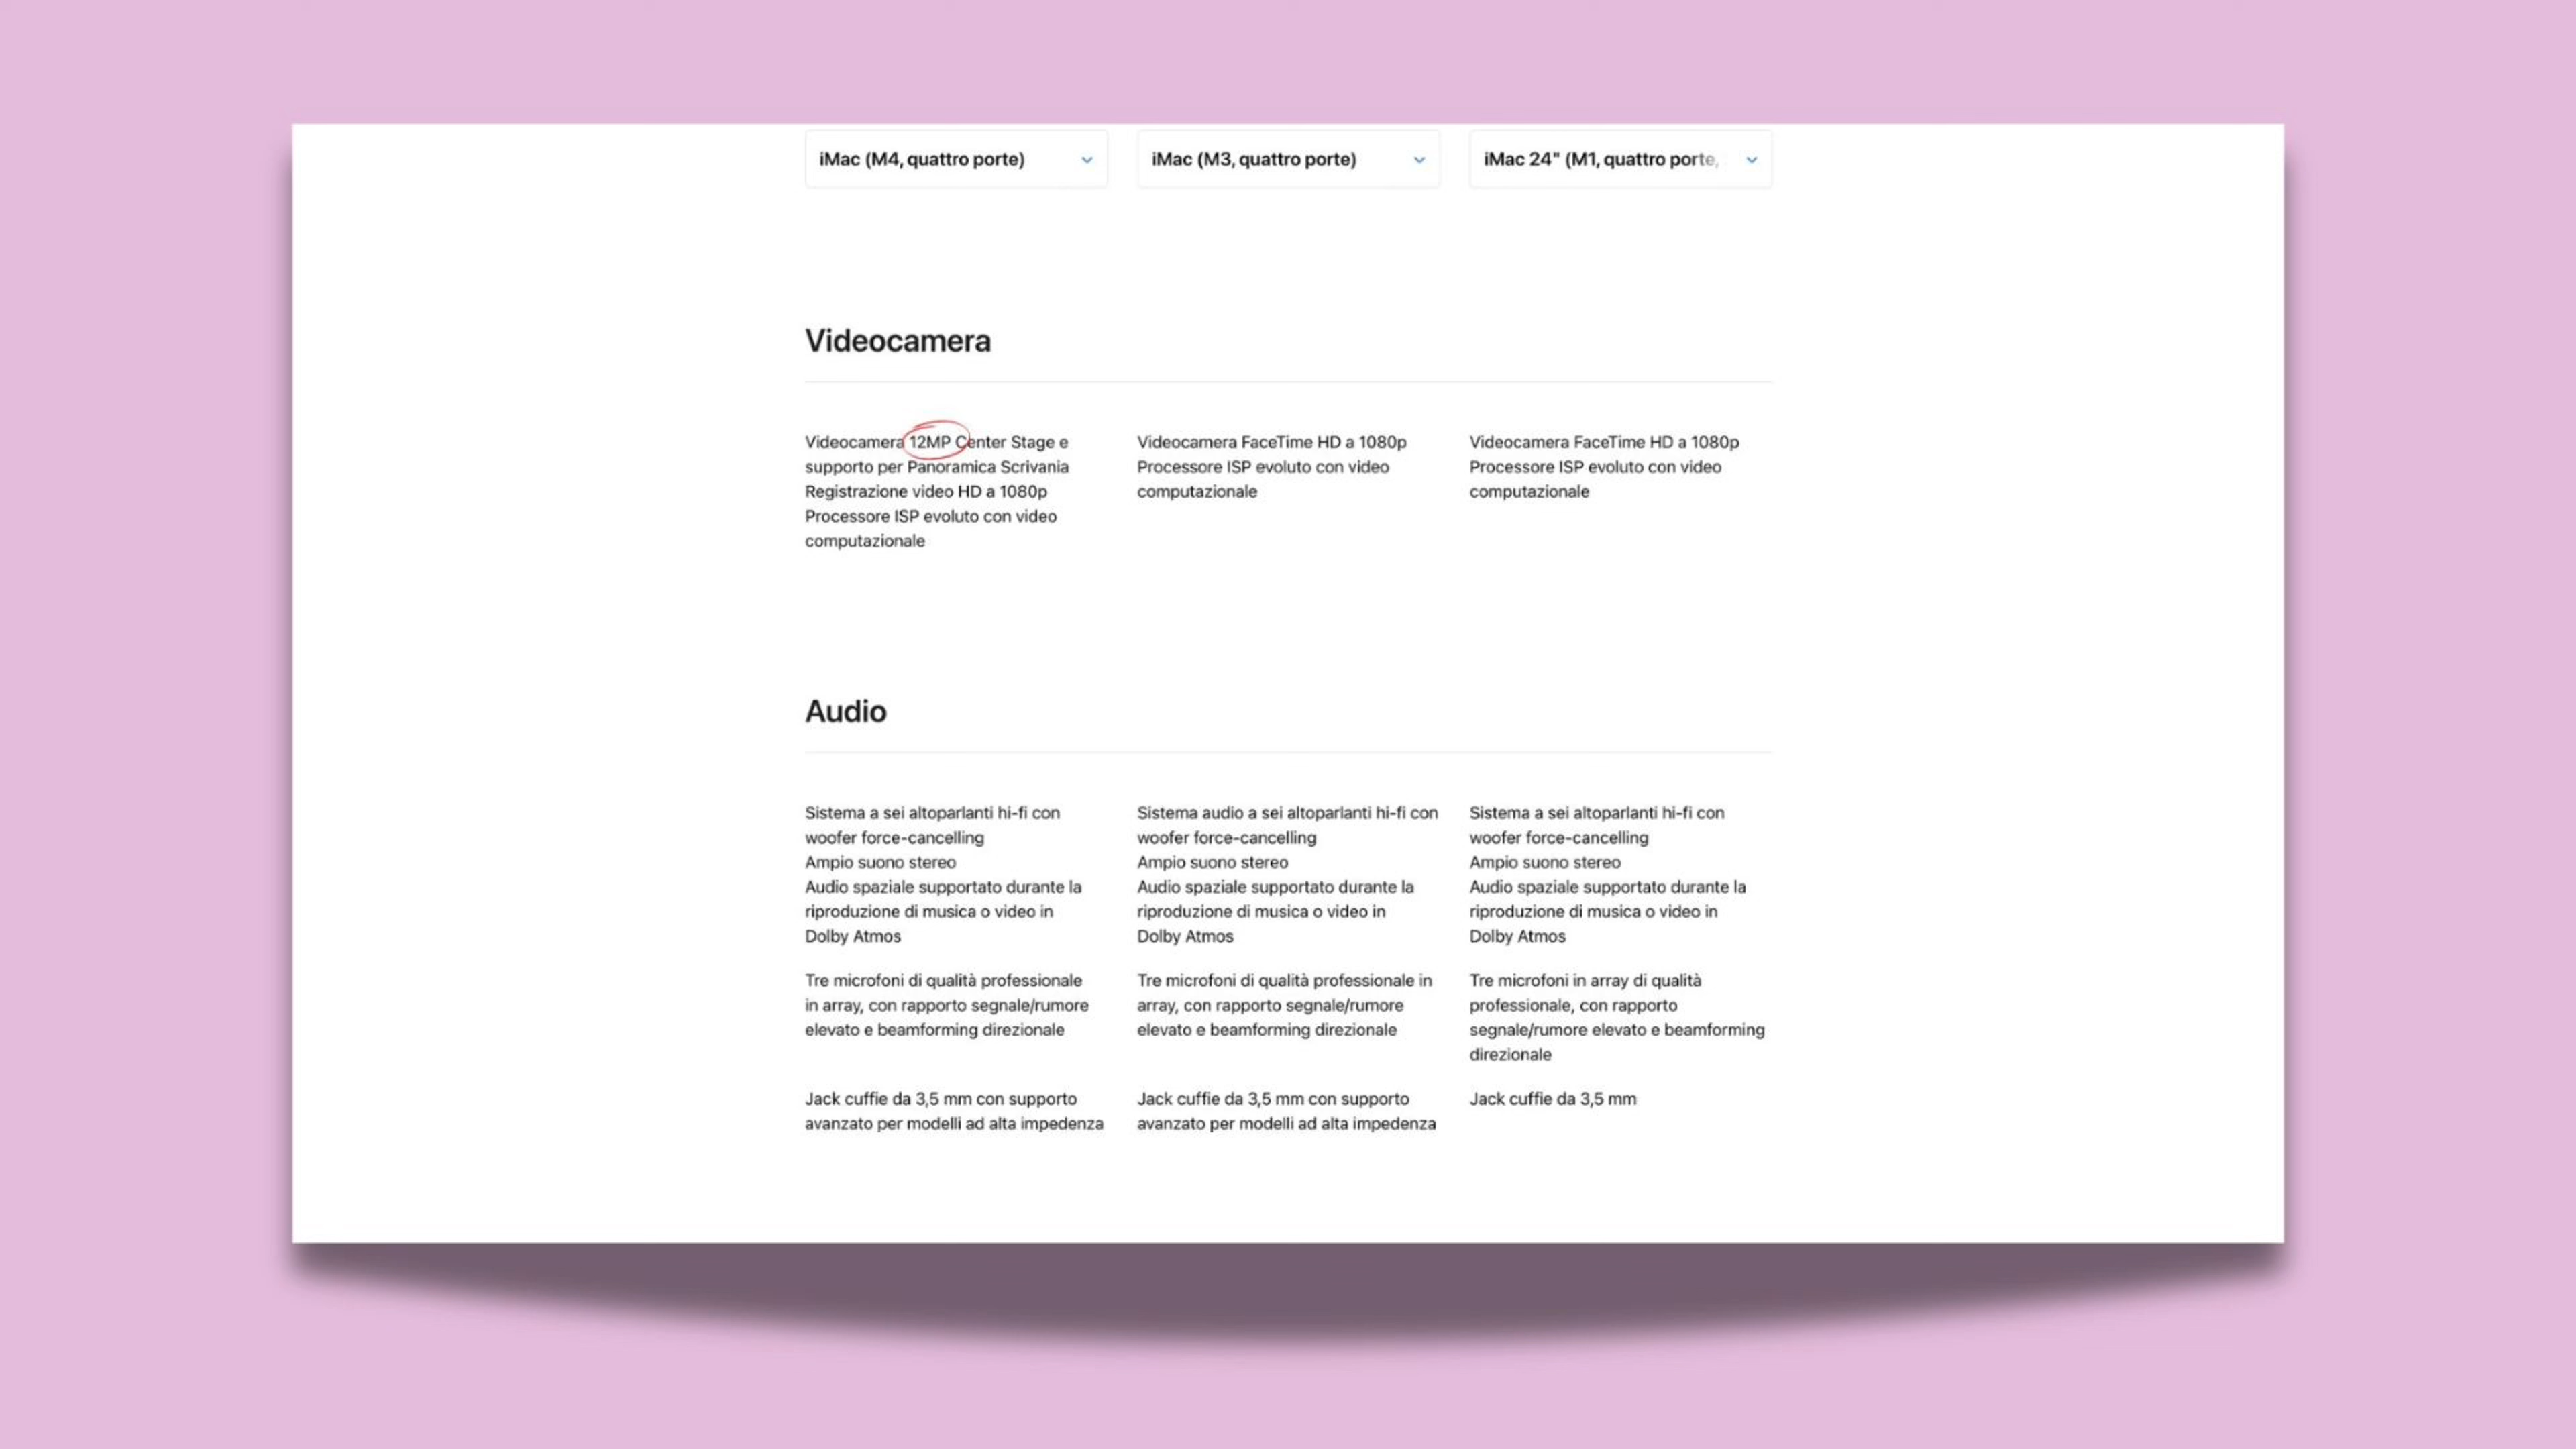 iMac (M4, quattro porte)
iMac (M3, quattro porte)
iMac 24" (M1, quattro porte,
Videocamera
Videocamera 12MP Center Stage e
supporto per Panoramica Scrivania
Registrazione video HD a 1080p
Processore ISP evoluto con video
computazionale
Videocamera FaceTime HD a 1080p
Processore ISP evoluto con video
computazionale
Videocamera FaceTime HD a 1080p
Processore ISP evoluto con video
computazionale
Audio
Sistema a sei altoparlanti hi-fi con
woofer force-cancelling
Ampio suono stereo
Audio spaziale supportato durante la
riproduzione di musica o video in
Dolby Atmos
Sistema audio a sei altoparlanti hi-fi con
woofer force-cancelling
Ampio suono stereo
Audio spaziale supportato durante la
riproduzione di musica o video in
Dolby Atmos
Sistema a sei altoparlanti hi-fi con
woofer force-cancelling
Ampio suono stereo
Audio spaziale supportato durante la
riproduzione di musica o video in
Dolby Atmos
Tre microfoni di qualità professionale
in array, con rapporto segnale/rumore
elevato e beamforming direzionale
Tre microfoni di qualità professionale in
array, con rapporto segnale/rumore
elevato e beamforming direzionale
Tre microfoni in array di qualità
professionale, con rapporto
segnale/rumore elevato e beamforming
direzionale
Jack cuffie da 3,5 mm con supporto
avanzato per modelli ad alta impedenza
Jack cuffie da 3,5 mm con supporto
avanzato per modelli ad alta impedenza
Jack cuffie da 3,5 mm